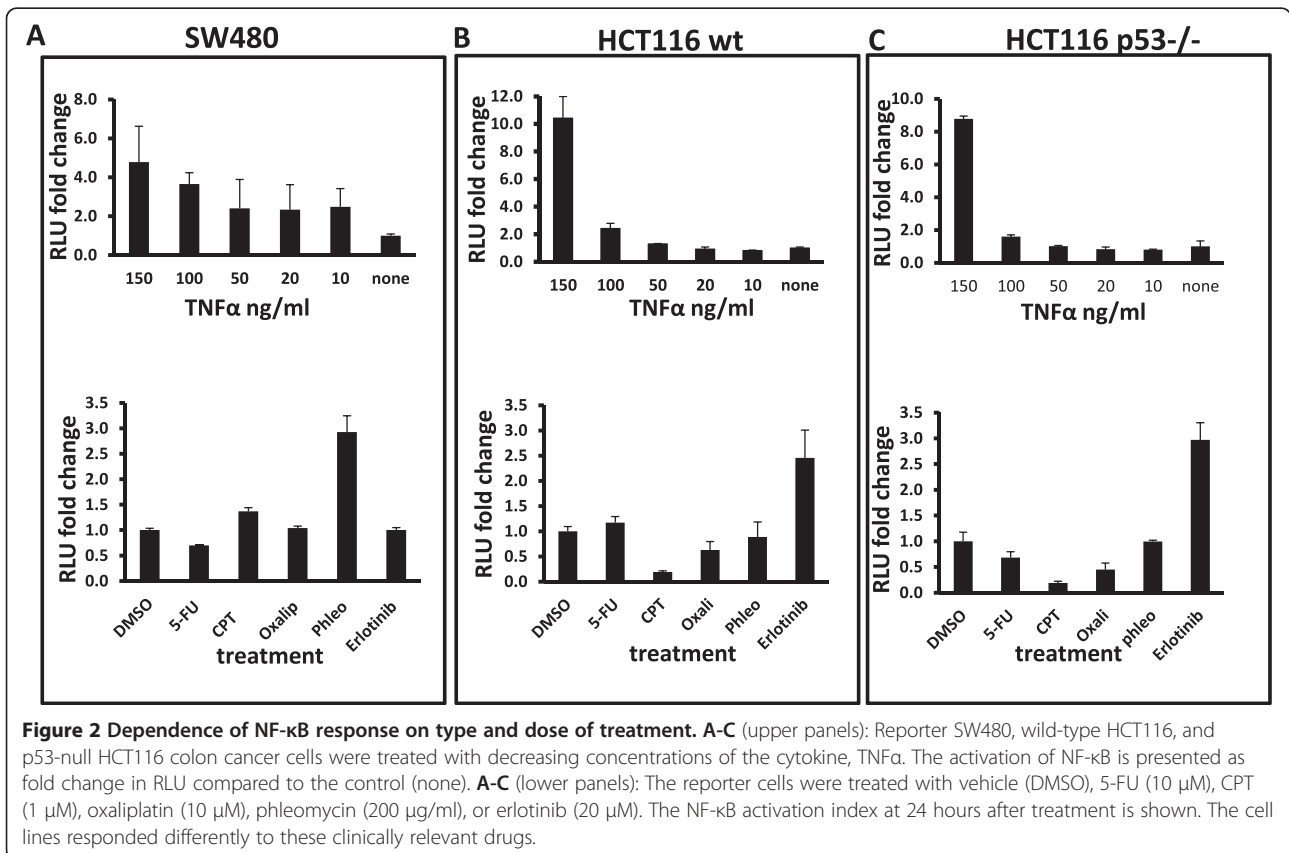 A
SW480
RLU fold change
8.0
6.0
4.0
2.0
0.0
150 100 50 20 10 none
TNFα ng/ml
RLU fold change
3.5
3.0
2.5
2.0
1.5
1.0
0.5
0.0
DMSO 5-FU CPT Oxalip Phleo Erlotinib
treatment
B
HCT116 wt
RLU fold change
12.0
10.0
8.0
6.0
4.0
2.0
0.0
150 100 50 20 10 none
TNFα ng/ml
RLU fold change
3.5
3.0
2.5
2.0
1.5
1.0
0.5
0.0
DMSO 5-FU CPT Oxali Phleo Erlotinib
treatment
C
HCT116 p53-/-
RLU fold change
10.0
8.0
6.0
4.0
2.0
0.0
150 100 50 20 10 none
TNFα ng/ml
RLU fold change
3.5
3.0
2.5
2.0
1.5
1.0
0.5
0.0
DMSO 5-FU CPT Oxali phleo Erlotinib
treatment
Figure 2 Dependence of NF-κB response on type and dose of treatment. A-C (upper panels): Reporter SW480, wild-type HCT116, and
p53-null HCT116 colon cancer cells were treated with decreasing concentrations of the cytokine, TNFα. The activation of NF-κB is presented as
fold change in RLU compared to the control (none). A-C (lower panels): The reporter cells were treated with vehicle (DMSO), 5-FU (10 μM), CPT
(1 μM), oxaliplatin (10 μM), phleomycin (200 μg/ml), or erlotinib (20 μM). The NF-κB activation index at 24 hours after treatment is shown. The cell
lines responded differently to these clinically relevant drugs.